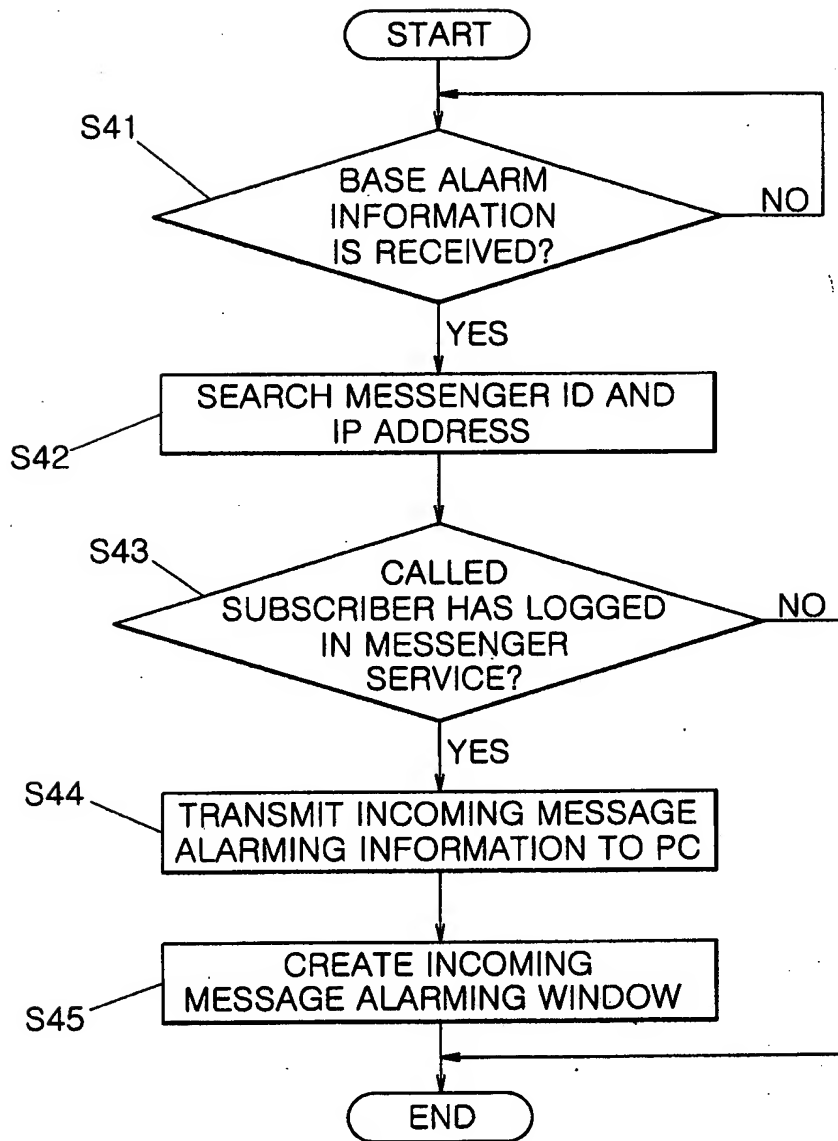 START
S41
BASE ALARM
INFORMATION
IS RECEIVED?
NO
YES
SEARCH MESSENGER ID AND
IP ADDRESS
S42
S43
CALLED
SUBSCRIBER HAS LOGGED
IN MESSENGER
SERVICE?
NO
YES
S44
TRANSMIT INCOMING MESSAGE
ALARMING INFORMATION TO PC
CREATE INCOMING
MESSAGE ALARMING WINDOW
S45
END